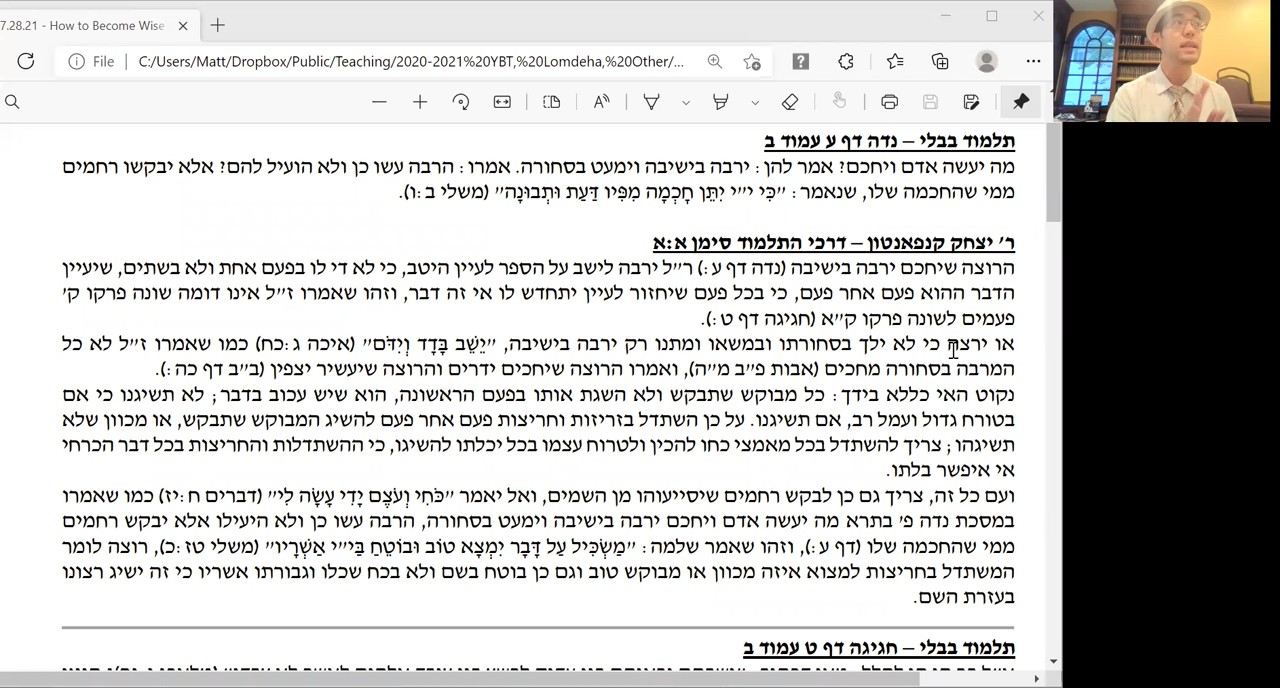 7.28.21 - How to Become Wise
File
C:/Users/Matt/Dropbox/Public/Teaching/2020-2021%20YBT,%20Lomdeha,%20Other/...
תלמוד בבלי – נדה דף ע עמוד ב
מה יעשה אדם ויחכם? אמר להן: ירבה בישיבה וימעט בסחורה. אמרו: הרבה עשו כן ולא הועיל להם? אלא יבקשו רחמים
ממי שהחכמה שלו, שנאמר: "כִּי י"י יִתֵּן חָכְמָה מִפִּיו דַּעַת וּתְבוּנָה" (משלי ב:ו).
ר' יצחק קנפאנטון – דרכי התלמוד סימן א:א
הרוצה שיחכם ירבה בישיבה (נדה דף ע:) ר"ל ירבה לישב על הספר לעיין היטב, כי לא די לו בפעם אחת ולא בשתים, שיעיין
הדבר ההוא פעם אחר פעם, כי בכל פעם שיחזור לעיין יתחדש לו אי זה דבר, וזהו שאמרו ז"ל אינו דומה שונה פרקו ק'
פעמים לשונה פרקו ק"א (חגיגה דף ט:).
או ירצה כי לא ילך בסחורתו ובמשאו ומתנו רק ירבה בישיבה, "יֵשֵׁב בָּדָד וְיִדֹּם" (איכה ג:כח) כמו שאמרו ז"ל לא כל
המרבה בסחורה מחכים (אבות פ"ב מ"ה), ואמרו הרוצה שיחכים ידרים והרוצה שיעשיר יצפין (ב"ב דף כה:).
נקוט האי כללא בידך: כל מבוקש שתבקש ולא השגת אותו בפעם הראשונה, הוא שיש עכוב בדבר; לא תשיגנו כי אם
בטורח גדול ועמל רב, אם תשיגנו. על כן השתדל בזריזות וחריצות פעם אחר פעם להשיג המבוקש שתבקש, או מכוון שלא
תשיגהו; צריך להשתדל בכל מאמצי כחו להכין ולטרוח עצמו בכל יכלתו להשיגו, כי ההשתדלות והחריצות בכל דבר הכרחי
אי איפשר בלתו.
ועם כל זה, צריך גם כן לבקש רחמים שיסייעוהו מן השמים, ואל יאמר "כֹּחִי וְעֹצֶם יָדִי עָשָׂה לִי" (דברים ח:יז) כמו שאמרו
במסכת נדה פ' בתרא מה יעשה אדם ויחכם ירבה בישיבה וימעט בסחורה, הרבה עשו כן ולא היעילו אלא יבקש רחמים
ממי שהחכמה שלו (דף ע:), וזהו שאמר שלמה: "מַשְׂכִּיל עַל דָּבָר יִמְצָא טוֹב וּבוֹטֵחַ בַּי"י אַשְׁרָיו" (משלי טז:כ), רוצה לומר
המשתדל בחריצות למצוא איזה מכוון או מבוקש טוב וגם כן בוטח בשם ולא בכח שכלו וגבורתו אשריו כי זה ישיג רצונו
בעזרת השם.
תלמוד בבלי – חגיגה דף ט עמוד ב